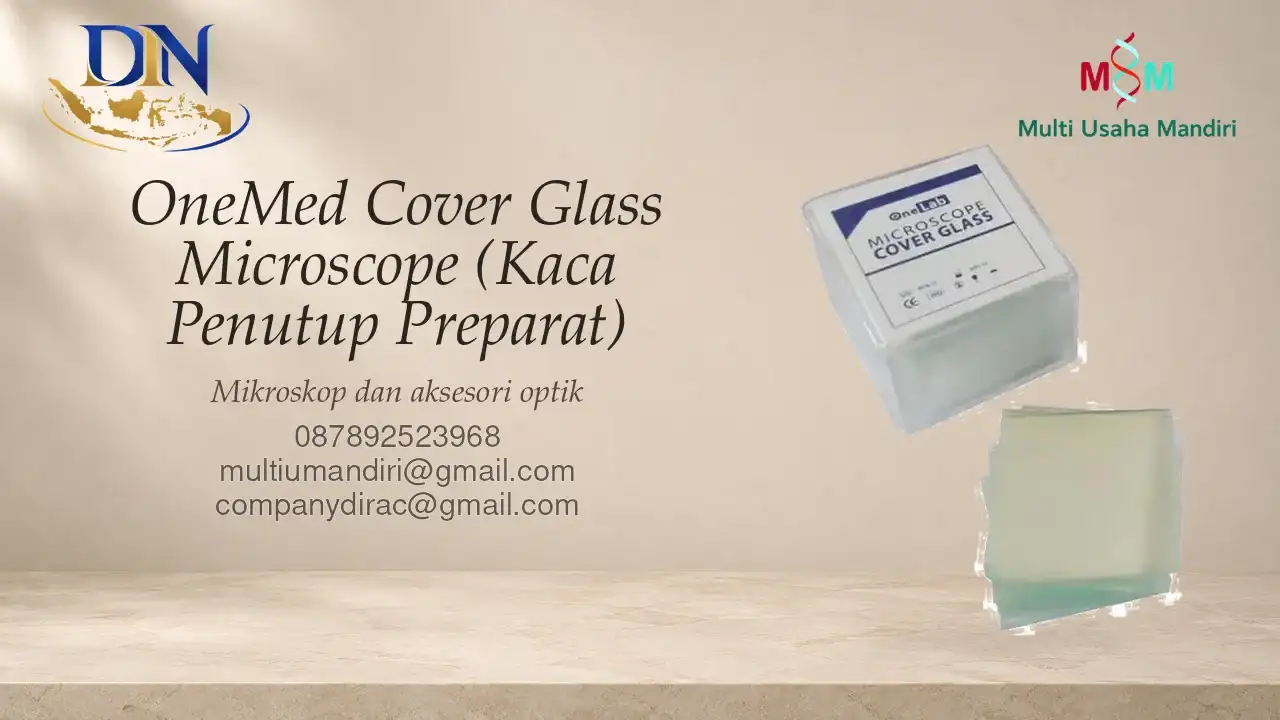 DN
MSM
Multi Usaha Mandiri
OneMed Cover Glass
Microscope (Kaca
Penutup Preparat)
Mikroskop dan aksesori optik
087892523968
multiumandiri@gmail.com
companydirac@gmail.com
OneLab
MICROSCOPE
COVER GLASS
CE